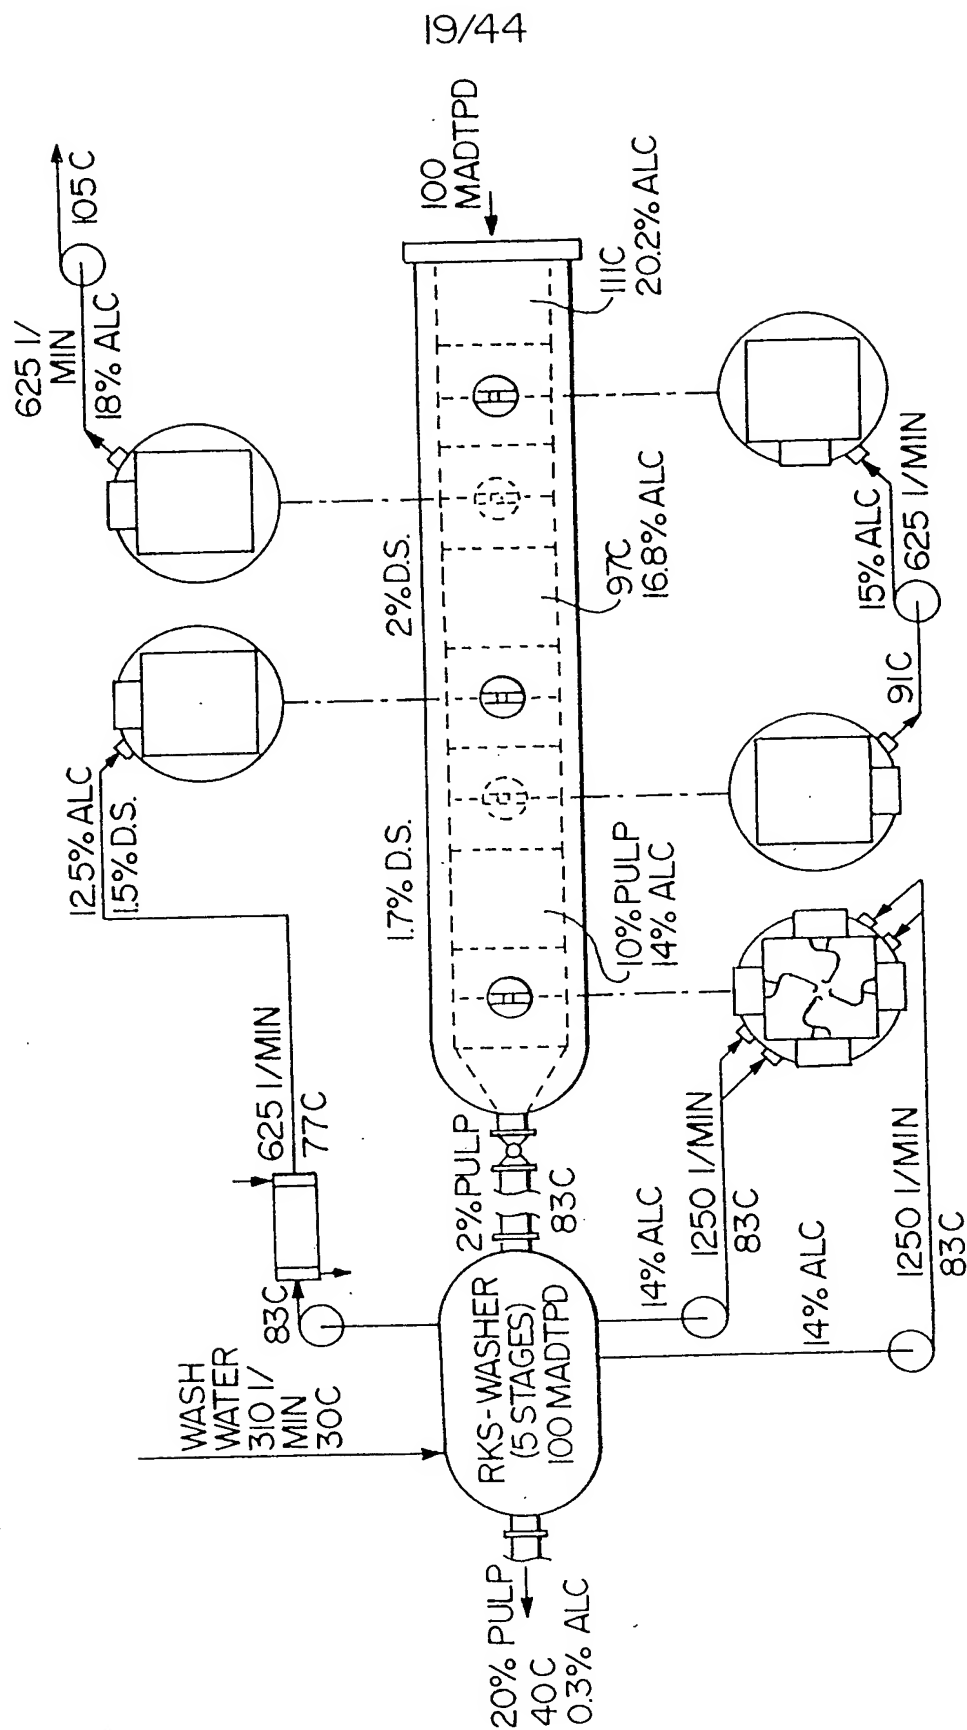 19/44
625 l/
MIN
18% ALC
105C
100
MADTPD
111C
20.2% ALC
2% D.S.
97C
16.8% ALC
15% ALC
625 l/MIN
91C
12.5% ALC
1.5% D.S.
1.7% D.S.
10% PULP
14% ALC
625 l/MIN
77C
83C
2% PULP
83C
WASH
WATER
310 l/
MIN
30C
RKS-WASHER
(5 STAGES)
100 MADTPD
14% ALC
1250 l/MIN
83C
14% ALC
1250 l/MIN
83C
20% PULP
40C
0.3% ALC